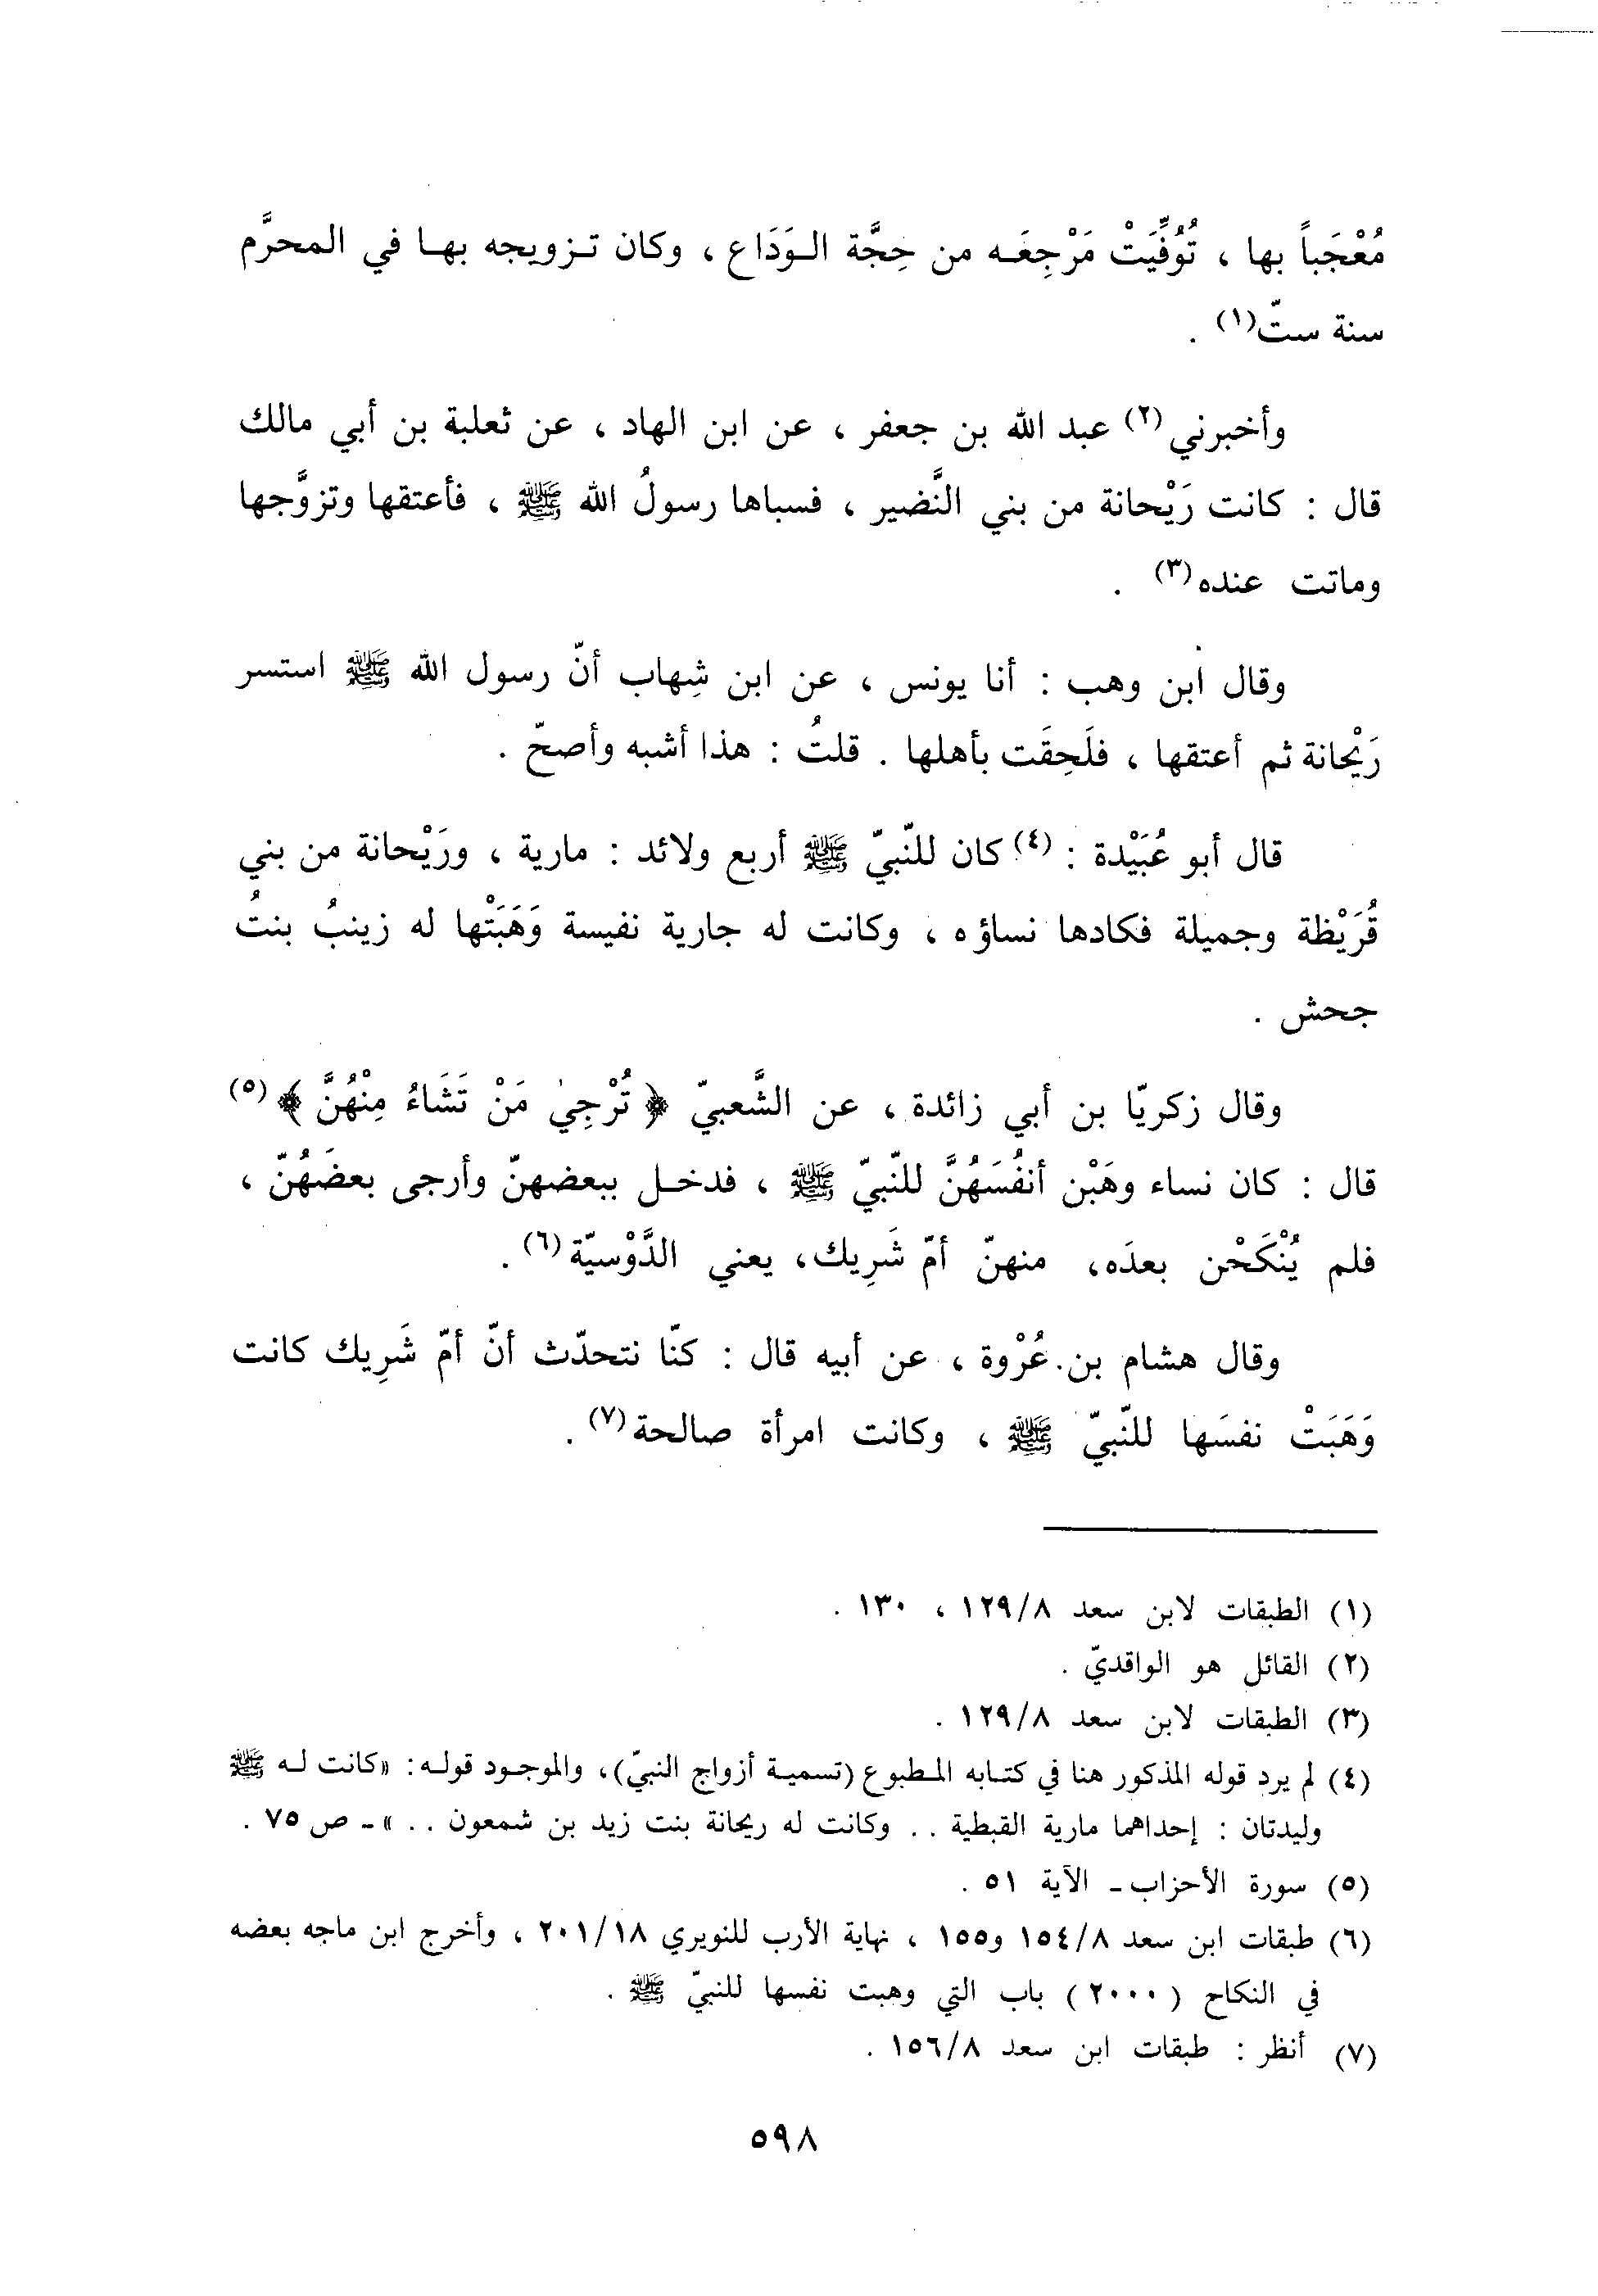 مُعْجَباً بها ، تُوُفِّيَتْ مَرْجِعَـه من حِجَّة الـوَدَاع ، وكان تـزويجه بهـا في المحرَّم
سنة ستّ(١) .
وأخبرني(٢) عبد الله بن جعفر ، عن ابن الهاد ، عن ثعلبة بن أبي مالك
قال : كانت رَيْحانة من بني النَّضير ، فسباها رسولُ الله ﷺ ، فأعتقها وتزوَّجها
وماتت عنده(٣) .
وقال ابن وهب : أنا يونس ، عن ابن شِهاب أنّ رسول الله ﷺ استسر
رَيْحانة ثم أعتقها ، فلَحِقَت بأهلها . قلتُ : هذا أشبه وأصحّ .
قال أبو عُبَيْدة :(٤) كان للنّبيّ ﷺ أربع ولائد : مارية ، ورَيْحانة من بني
قُرَيْظة وجميلة فكادها نساؤه ، وكانت له جارية نفيسة وَهَبَتْها له زينبُ بنتُ
جحش .
وقال زكريّا بن أبي زائدة ، عن الشَّعبيّ ﴿ تُرْجِي مَنْ تَشَاءُ مِنْهُنَّ ﴾(٥)
قال : كان نساء وهَبْن أنفُسَهُنَّ للنّبيّ ﷺ ، فدخـل ببعضهنّ وأرجى بعضَهُنّ ،
فلم يُنْكَحْن بعدَه، منهنّ أمّ شَرِيك، يعني الدَّوْسيّة(٦) .
وقال هشام بن عُرْوة ، عن أبيه قال : كنّا نتحدّث أنّ أمّ شَرِيك كانت
وَهَبَتْ نفسَها للنّبيّ ﷺ ، وكانت امرأة صالحة(٧) .
(١) الطبقات لابن سعد ١٢٩/٨ ، ١٣٠ .
(٢) القائل هو الواقديّ .
(٣) الطبقات لابن سعد ١٢٩/٨ .
(٤) لم يرد قوله المذكور هنا في كتـابه المـطبوع (تسميـة أزواج النبيّ)، والموجـود قولـه: «كانت لـه ﷺ
وليدتان : إحداهما مارية القبطية . . وكانت له ريحانة بنت زيد بن شمعون . . » - ص ٧٥ .
(٥) سورة الأحزاب - الآية ٥١ .
(٦) طبقات ابن سعد ١٥٤/٨ و١٥٥ ، نهاية الأرب للنويري ٢٠١/١٨ ، وأخرج ابن ماجه بعضه
في النكاح (٢٠٠٠) باب التي وهبت نفسها للنبيّ ﷺ .
(٧) أنظر : طبقات ابن سعد ١٥٦/٨ .
٥٩٨